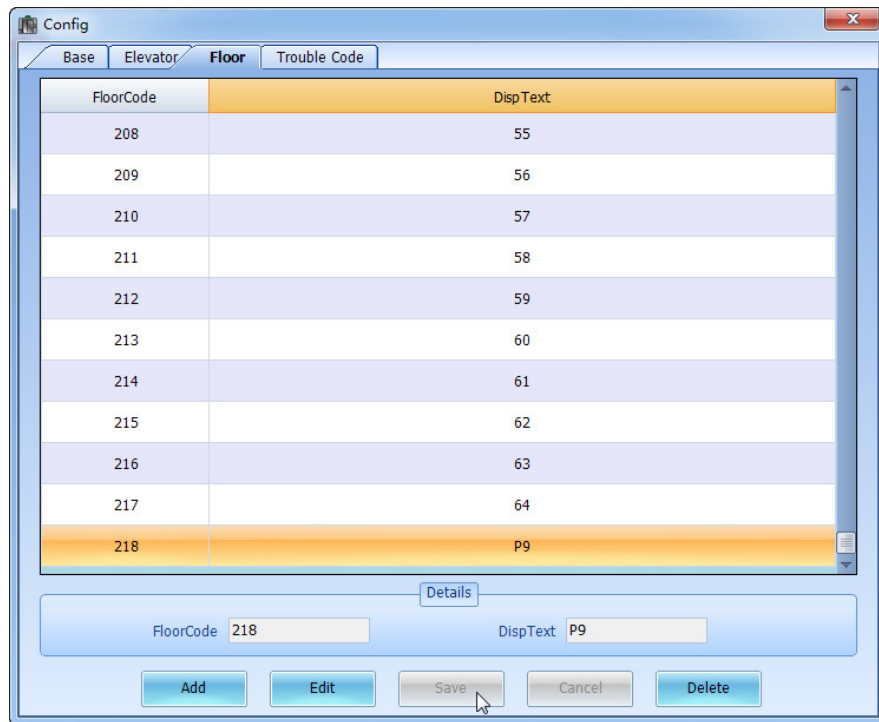 Config
Base Elevator Floor Trouble Code
FloorCode DispText
208 55
209 56
210 57
211 58
212 59
213 60
214 61
215 62
216 63
217 64
218 P9
Details
FloorCode 218 DispText P9
Add Edit Save Cancel Delete